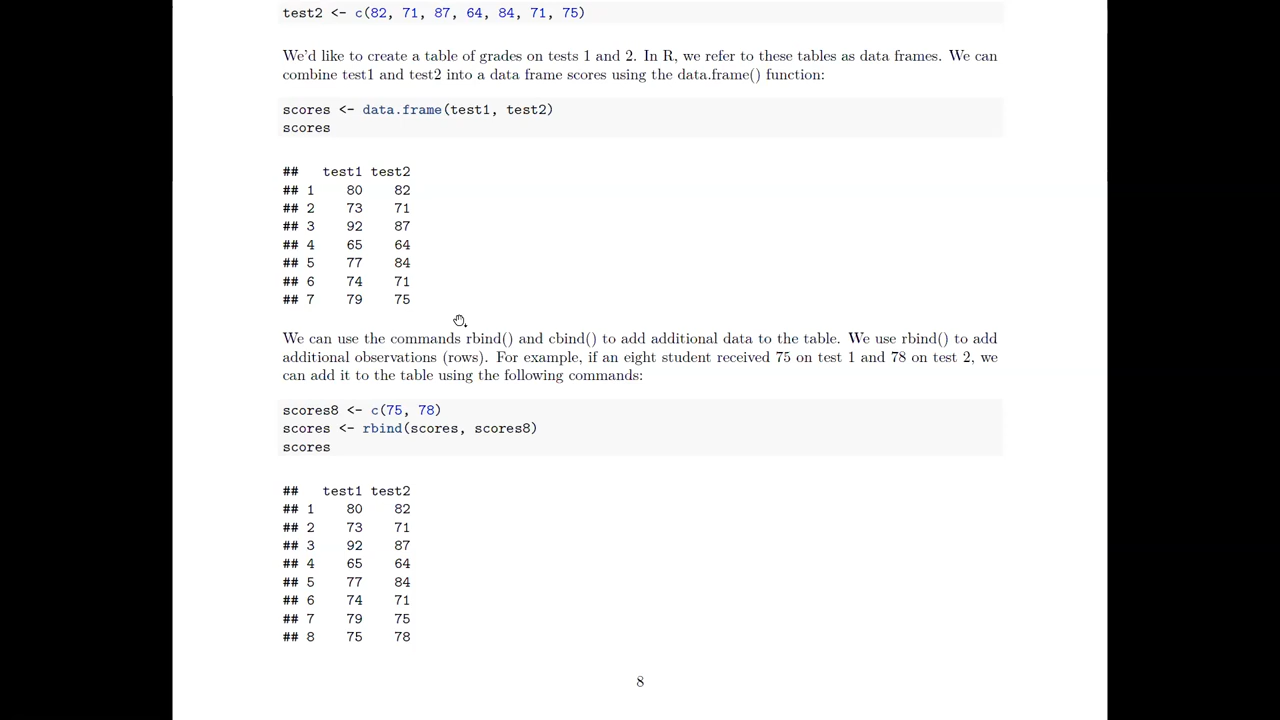 test2 <- c(82, 71, 87, 64, 84, 71, 75)
We'd like to create a table of grades on tests 1 and 2. In R, we refer to these tables as data frames. We can
combine test1 and test2 into a data frame scores using the data.frame() function:
scores <- data.frame(test1, test2)
scores
##   test1 test2
## 1    80    82
## 2    73    71
## 3    92    87
## 4    65    64
## 5    77    84
## 6    74    71
## 7    79    75
We can use the commands rbind() and cbind() to add additional data to the table. We use rbind() to add
additional observations (rows). For example, if an eight student received 75 on test 1 and 78 on test 2, we
can add it to the table using the following commands:
scores8 <- c(75, 78)
scores <- rbind(scores, scores8)
scores
##   test1 test2
## 1    80    82
## 2    73    71
## 3    92    87
## 4    65    64
## 5    77    84
## 6    74    71
## 7    79    75
## 8    75    78
8